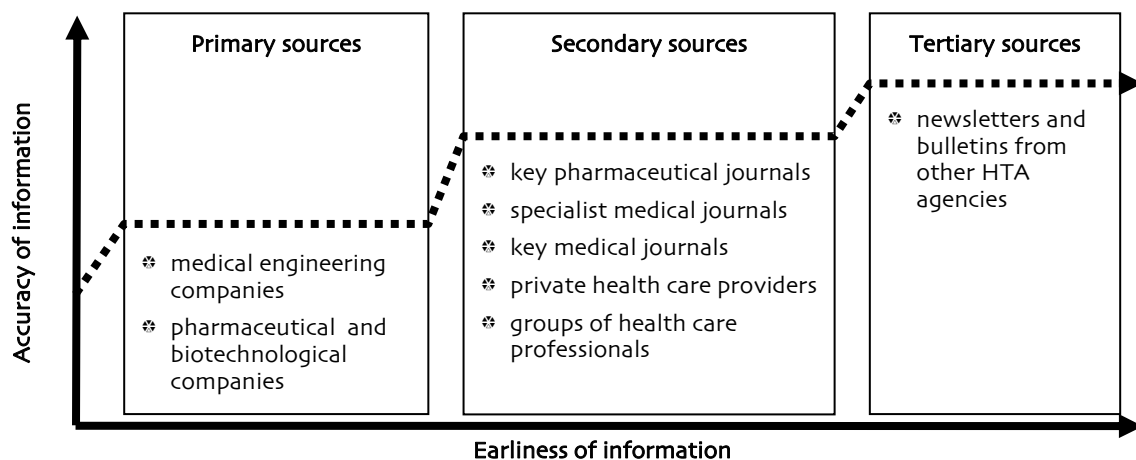 Primary sources
Secondary sources
Tertiary sources
Accuracy of information
medical engineering
companies
pharmaceutical and
biotechnological
companies
key pharmaceutical journals
specialist medical journals
key medical journals
private health care providers
groups of health care
professionals
newsletters and
bulletins from
other HTA
agencies
Earliness of information